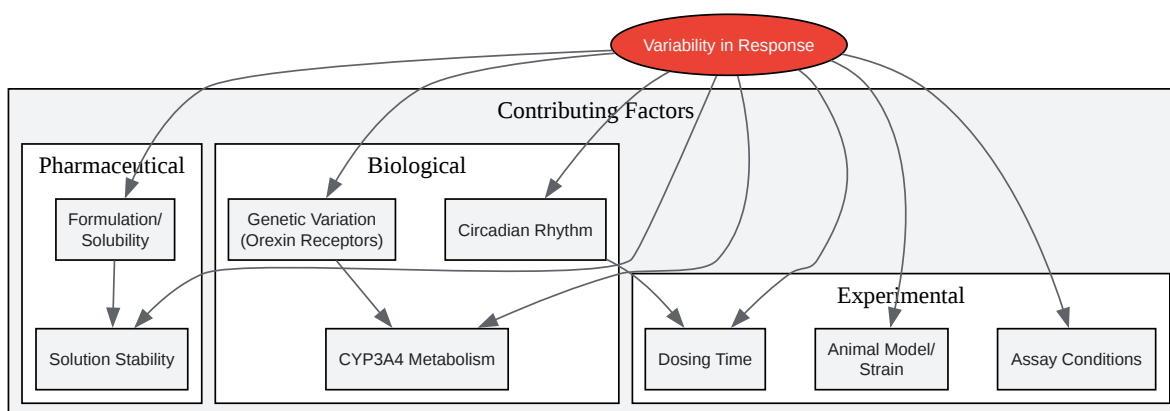 Variability in Response
Contributing Factors
Pharmaceutical
Biological
Formulation/
Solubility
Genetic Variation
(Orexin Receptors)
Circadian Rhythm
Experimental
Solution Stability
CYP3A4 Metabolism
Dosing Time
Animal Model/
Strain
Assay Conditions